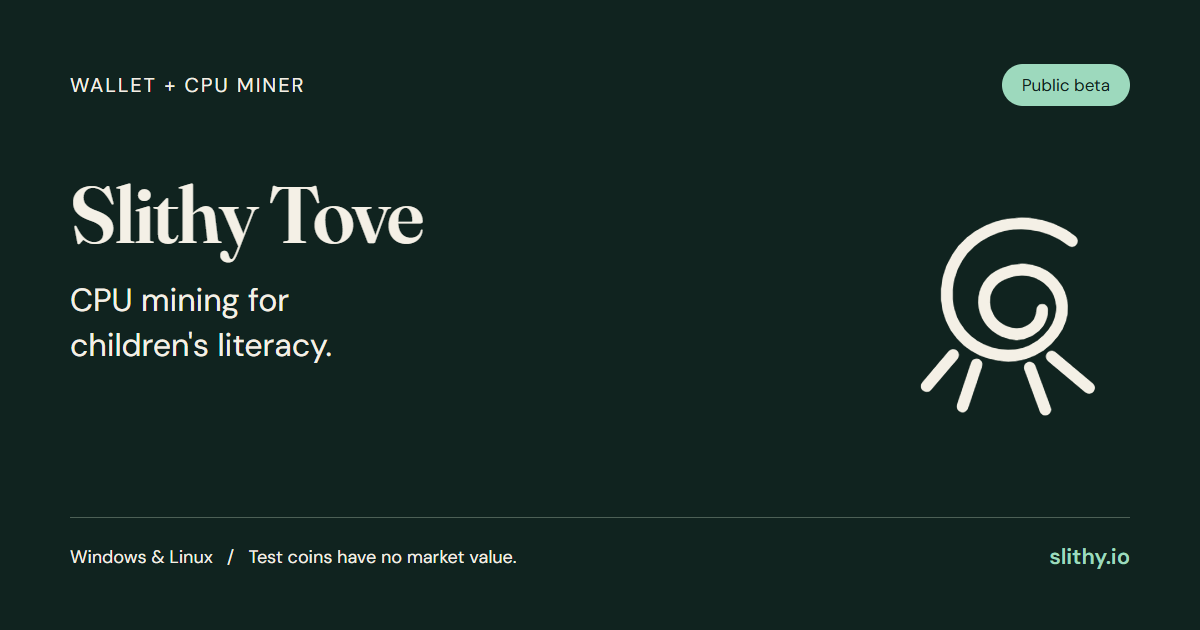 WALLET + CPU MINER
Public beta
Slithy Tove
CPU mining for
children's literacy.
Windows & Linux / Test coins have no market value.
slithy.io